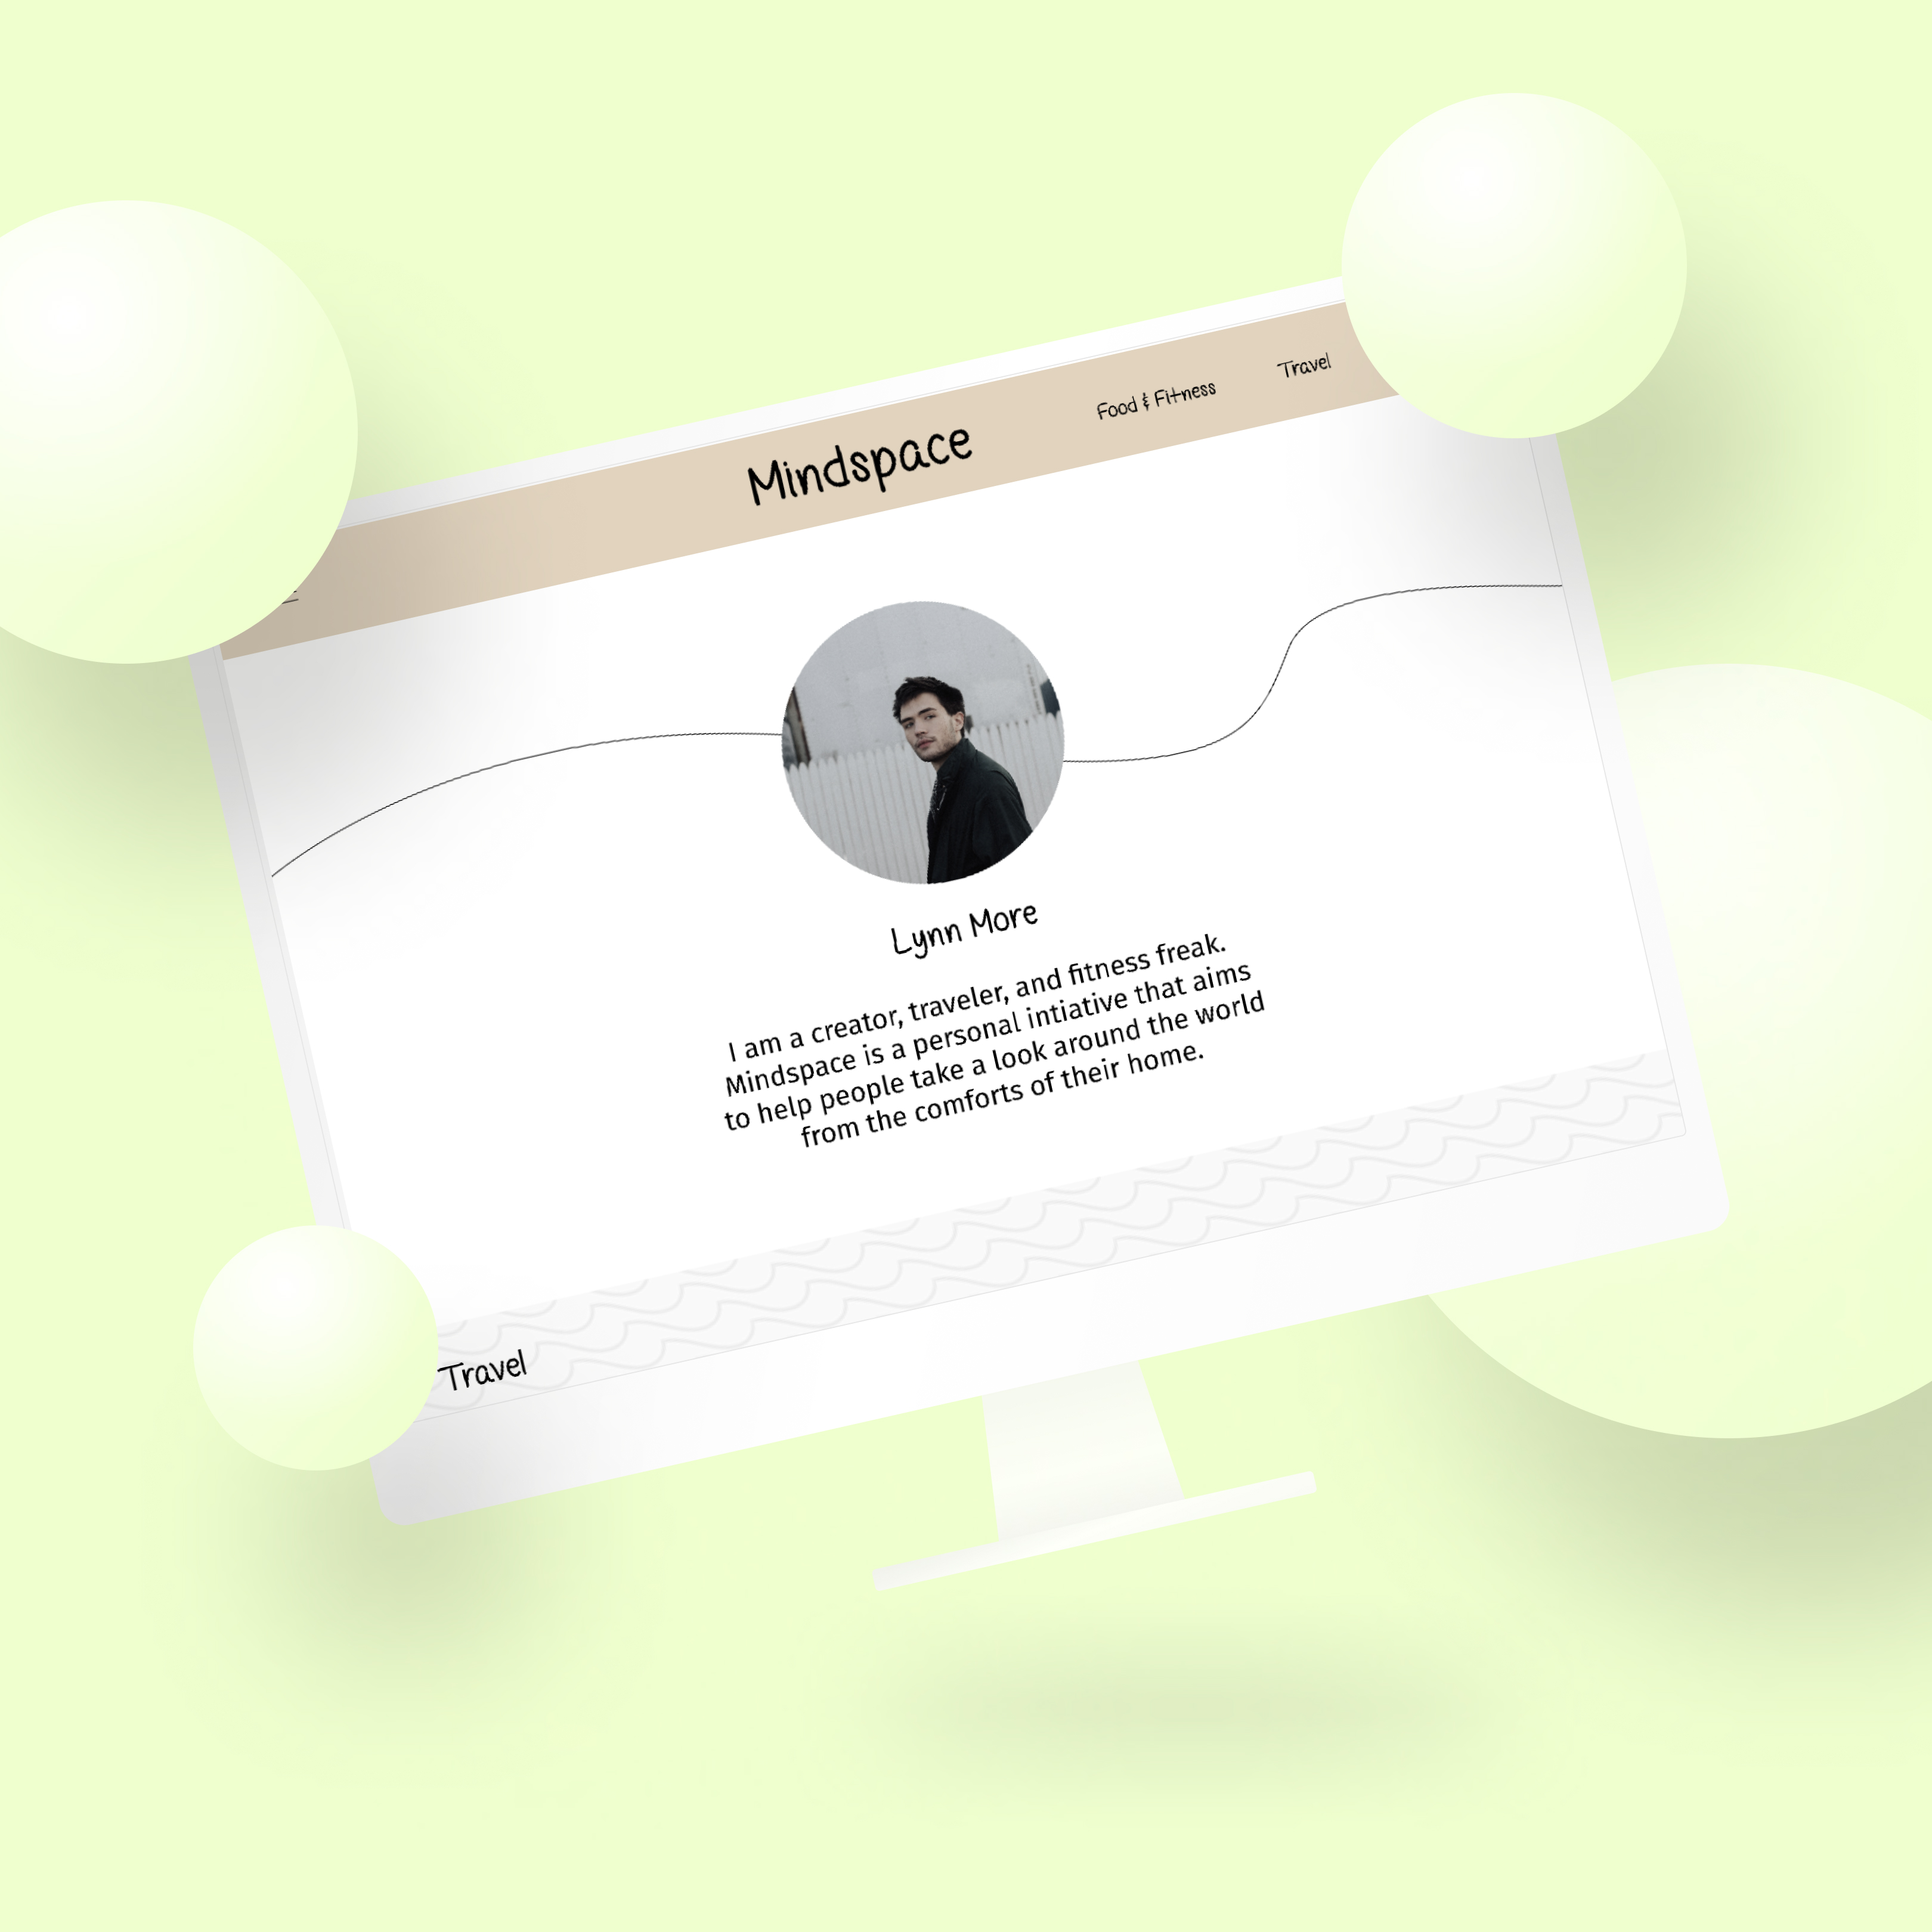 Mindspace
Food & Fitness
Travel
Lynn More
I am a creator, traveler, and fitness freak.
Mindspace is a personal intiative that aims
to help people take a look around the world
from the comforts of their home.
Travel